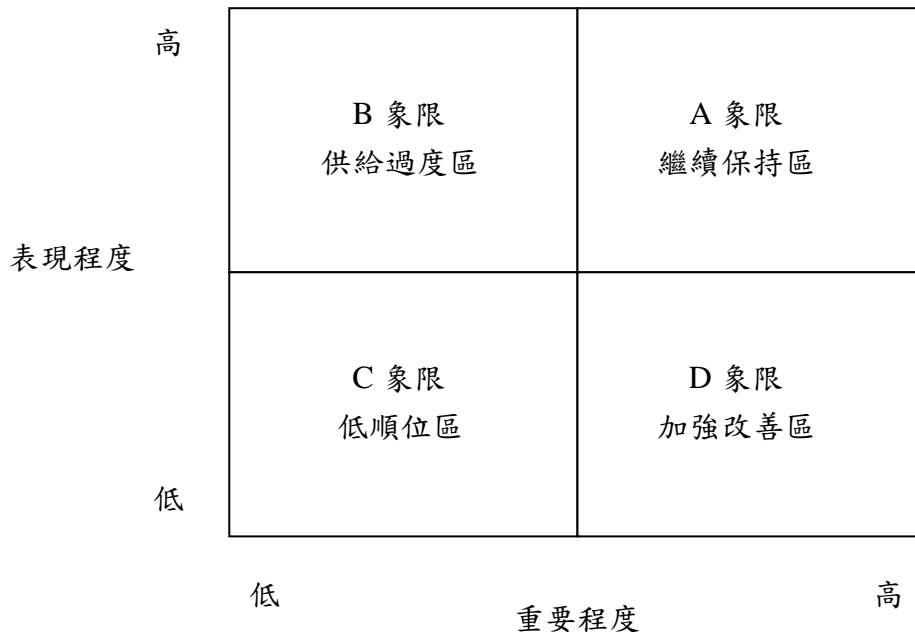 高
B 象限
供給過度區
A 象限
繼續保持區
表現程度
C 象限
低順位區
D 象限
加強改善區
低
低
高
重要程度